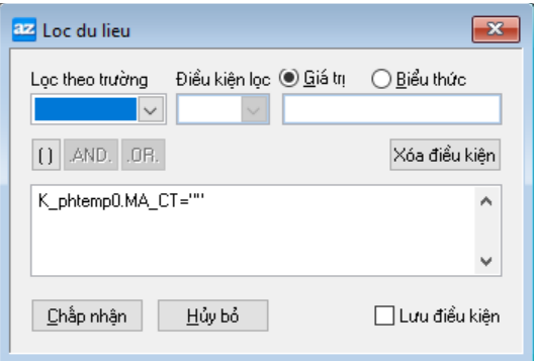 az Loc du lieu
Lọc theo trường Điều kiện lọc Giá trị Biểu thức
() .AND. .OR. Xóa điều kiện
K_phtemp0.MA_CT=""
Chấp nhận Hủy bỏ Lưu điều kiện